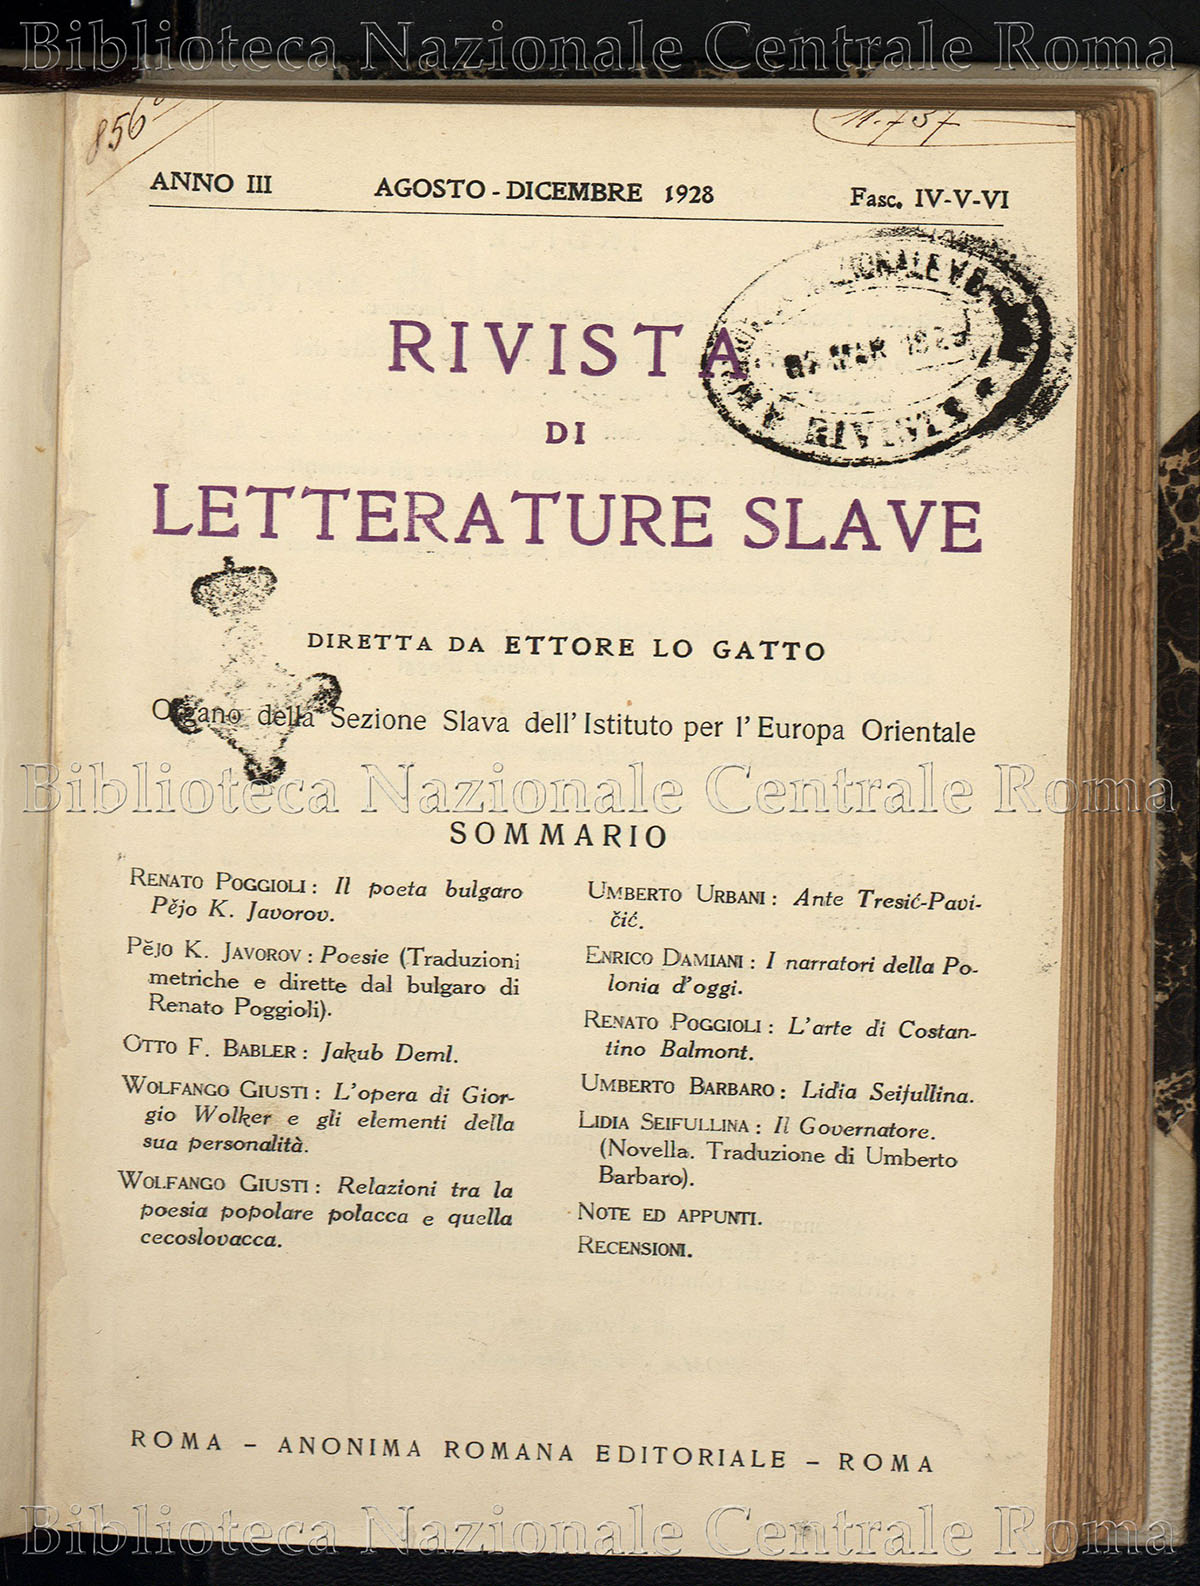 Biblioteca Nazionale Centrale Roma
856
11.737
ANNO III AGOSTO - DICEMBRE 1928 Fasc. IV-V-VI
RIVISTA
DI
LETTERATURE SLAVE
DIRETTA DA ETTORE LO GATTO
Organo della Sezione Slava dell' Istituto per l' Europa Orientale
Biblioteca Nazionale Centrale Roma
SOMMARIO
RENATO POGGIOLI : Il poeta bulgaro
Pějo K. Javorov.
PĕJO K. JAVOROV : Poesie (Traduzioni
metriche e dirette dal bulgaro di
Renato Poggioli).
OTTO F. BABLER : Jakub Deml.
WOLFANGO GIUSTI : L'opera di Gior-
gio Wolker e gli elementi della
sua personalità.
WOLFANGO GIUSTI : Relazioni tra la
poesia popolare polacca e quella
cecoslovacca.
UMBERTO URBANI : Ante Tresić-Pavi-
čić.
ENRICO DAMIANI : I narratori della Po-
lonia d'oggi.
RENATO POGGIOLI : L'arte di Costan-
tino Balmont.
UMBERTO BARBARO : Lidia Seifullina.
LIDIA SEIFULLINA : Il Governatore.
(Novella. Traduzione di Umberto
Barbaro).
NOTE ED APPUNTI.
RECENSIONI.
ROMA - ANONIMA ROMANA EDITORIALE - ROMA
Biblioteca Nazionale Centrale Roma